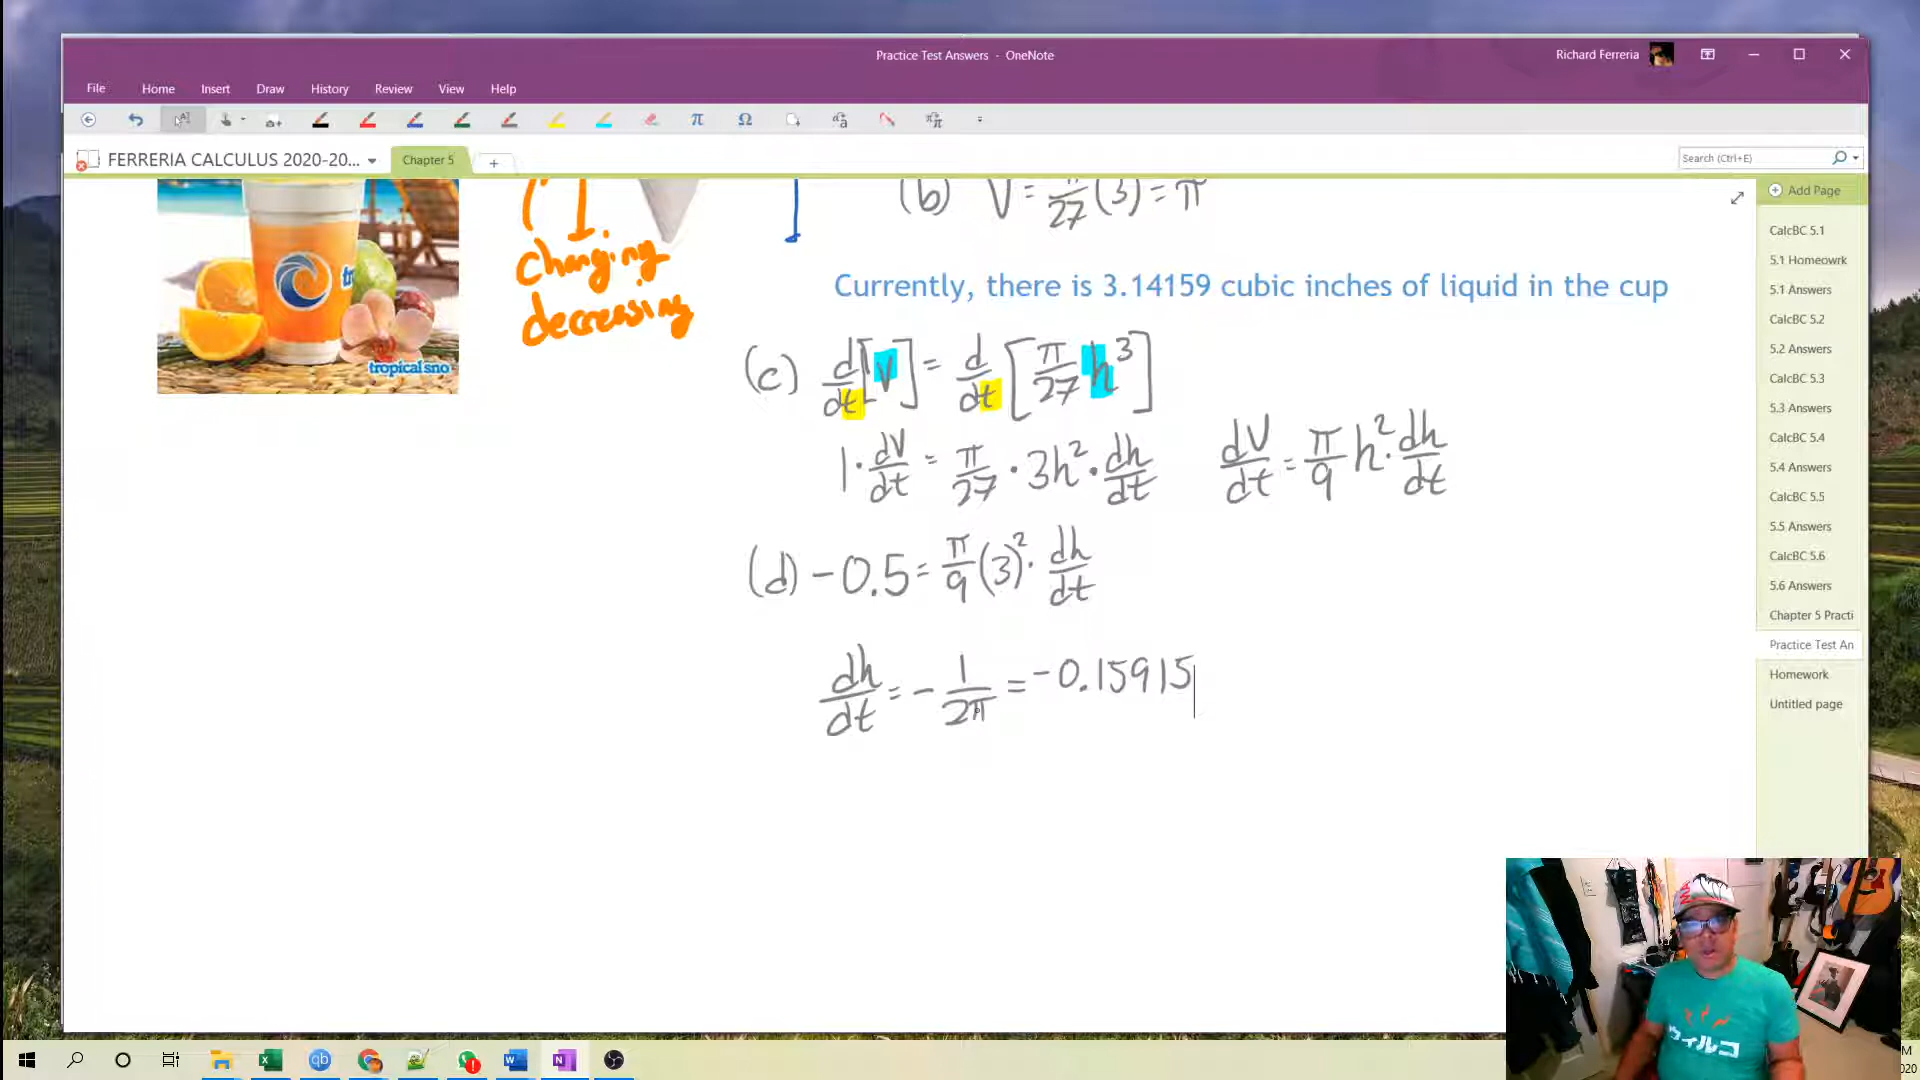 Practice Test Answers - OneNote
Richard Ferreria
File Home Insert Draw History Review View Help
FERRERIA CALCULUS 2020-20...
Chapter 5
Search (Ctrl+E)
Add Page
CalcBC 5.1
5.1 Homeowrk
5.1 Answers
CalcBC 5.2
5.2 Answers
CalcBC 5.3
5.3 Answers
CalcBC 5.4
5.4 Answers
CalcBC 5.5
5.5 Answers
CalcBC 5.6
5.6 Answers
Chapter 5 Practi
Practice Test An
Homework
Untitled page
tropical sno
changing
decreasing
(b) V = π/27 (3) = π
Currently, there is 3.14159 cubic inches of liquid in the cup
(c) d/dt [V] = d/dt [π/27 h³]
1 · dV/dt = π/27 · 3h² · dh/dt
dV/dt = π/9 h² · dh/dt
(d) -0.5 = π/9 (3)² · dh/dt
dh/dt = - 1/2π = -0.15915
ウィルコ